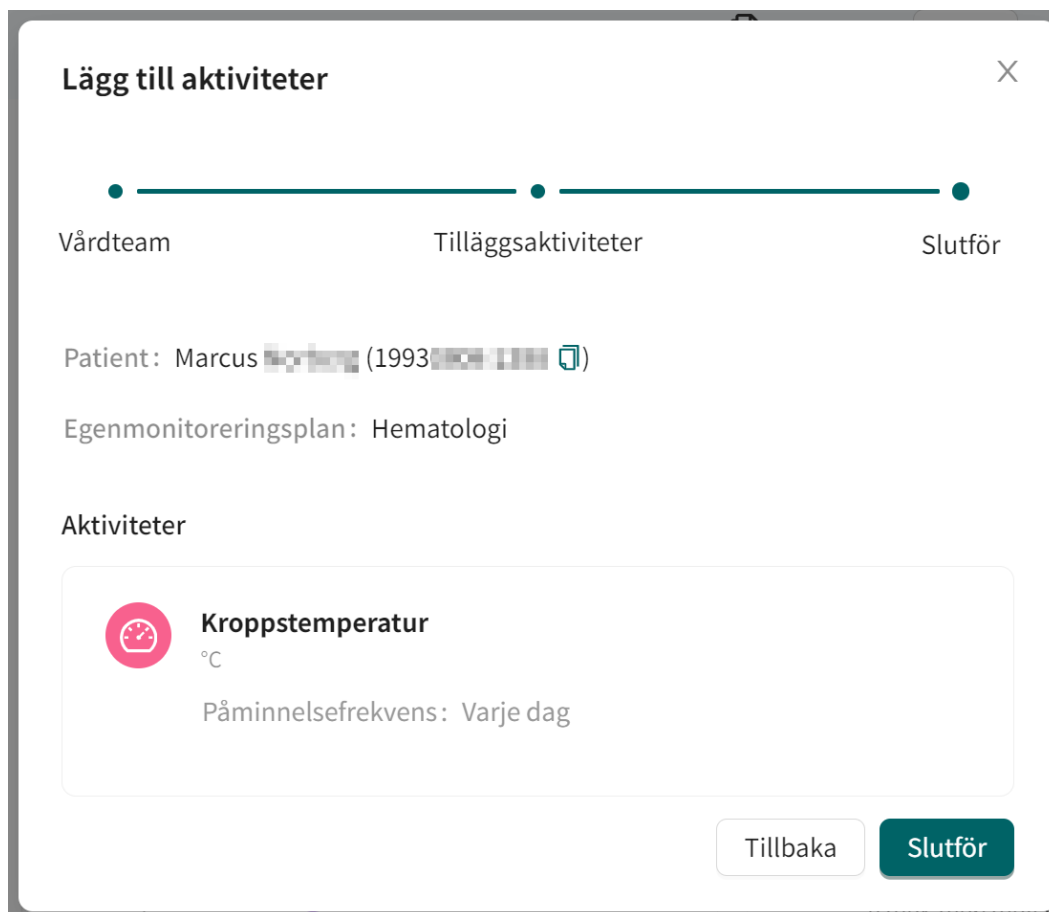 Lägg till aktiviteter
Vårdteam
Tilläggsaktiviteter
Slutför
Patient: Marcus (1993 )
Egenmonitoreringsplan: Hematologi
Aktiviteter
Kroppstemperatur
°C
Påminnelsefrekvens: Varje dag
Tillbaka
Slutför